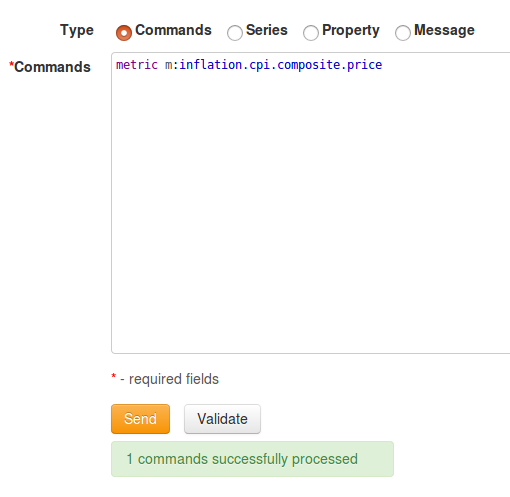 Type Commands Series Property Message
*Commands
metric m:inflation.cpi.composite.price
* - required fields
Send Validate
1 commands successfully processed